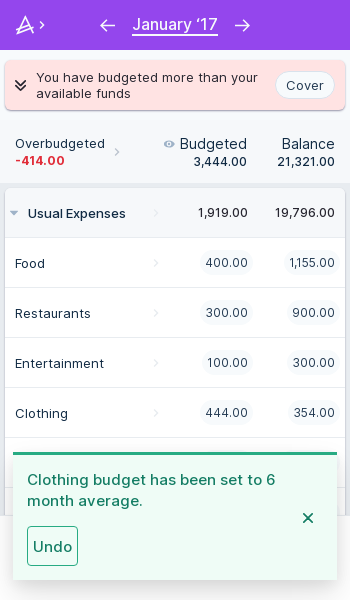 January ‘17
You have budgeted more than your
available funds
Cover
Overbudgeted
-414.00
Budgeted
3,444.00
Balance
21,321.00
Usual Expenses 1,919.00 19,796.00
Food 400.00 1,155.00
Restaurants 300.00 900.00
Entertainment 100.00 300.00
Clothing 444.00 354.00
Clothing budget has been set to 6
month average.
Undo